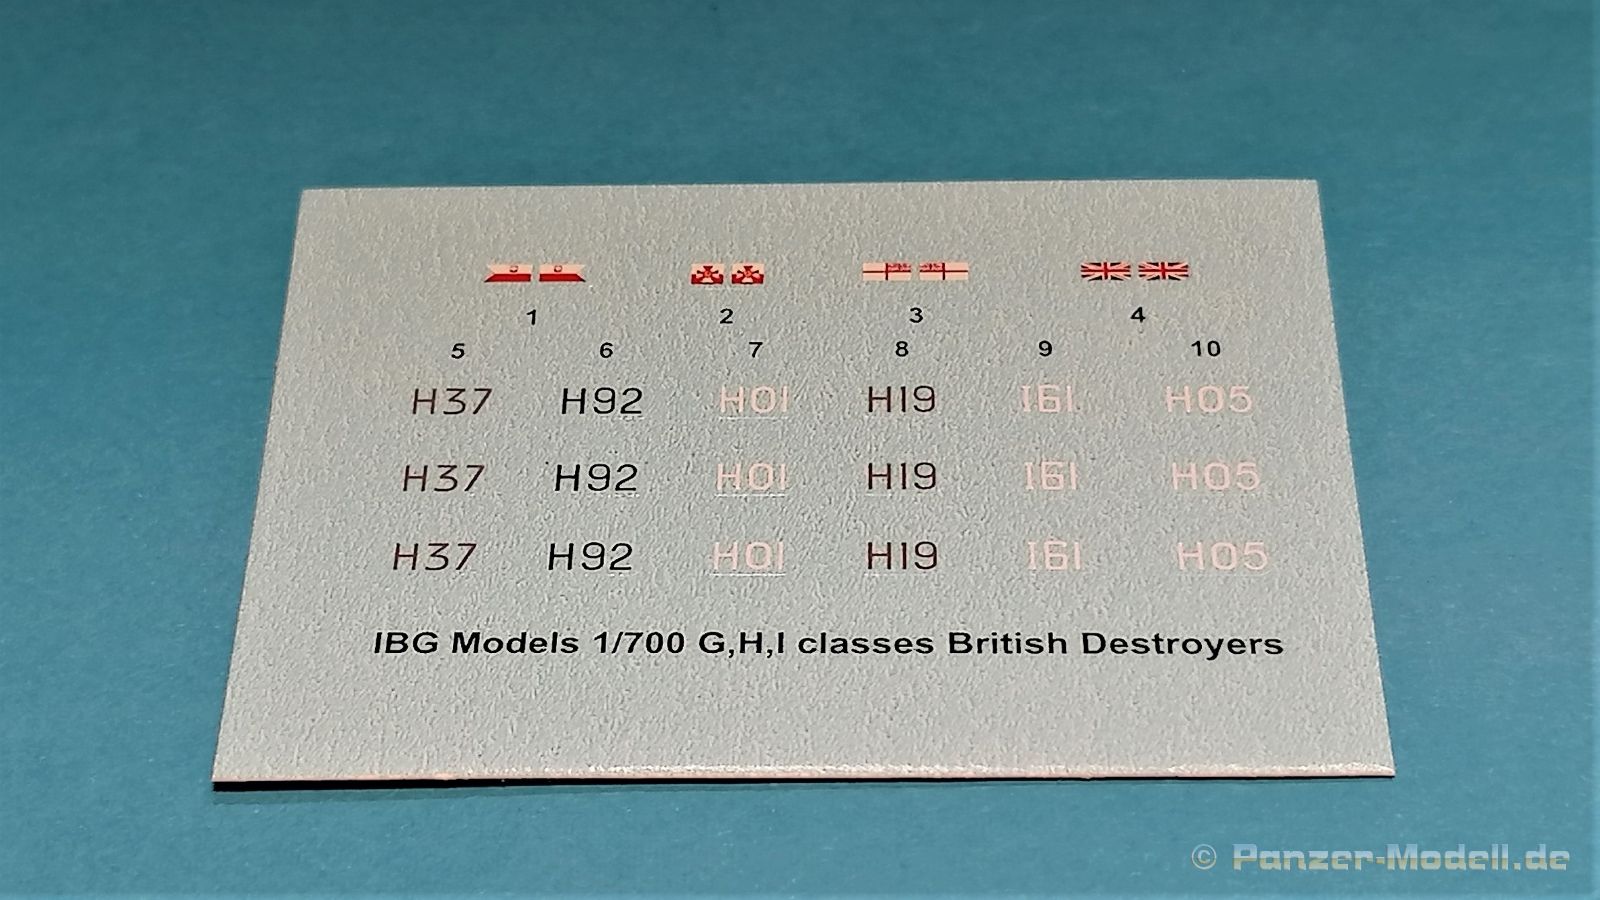 1 2 3 4
5 6 7 8 9 10
H37 H92 H01 H19 I61 H05
H37 H92 H01 H19 I61 H05
H37 H92 H01 H19 I61 H05
IBG Models 1/700 G,H,I classes British Destroyers
© Panzer-Modell.de